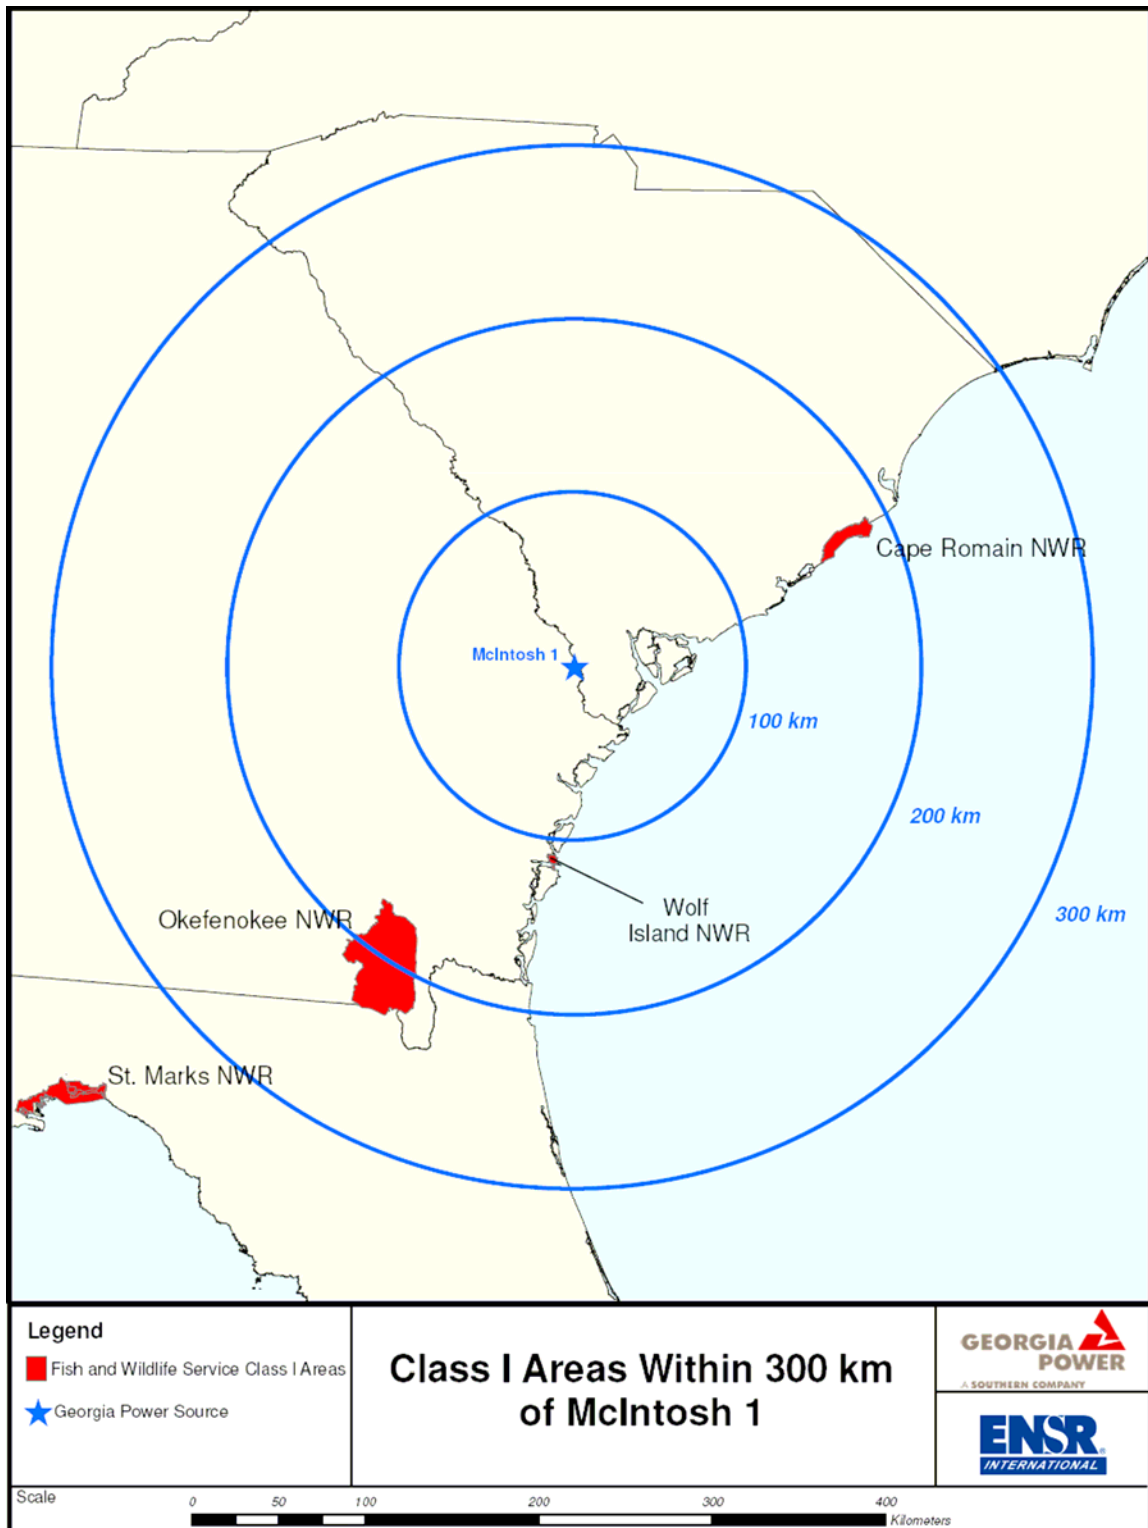 Cape Romain NWR
McIntosh 1
100 km
200 km
Wolf
Island NWR
300 km
Okefenokee NWR
St. Marks NWR
Legend
Fish and Wildlife Service Class I Areas
Georgia Power Source
Class I Areas Within 300 km
of McIntosh 1
GEORGIA
POWER
A SOUTHERN COMPANY
ENSR
INTERNATIONAL
Scale
0 50 100 200 300 400
Kilometers